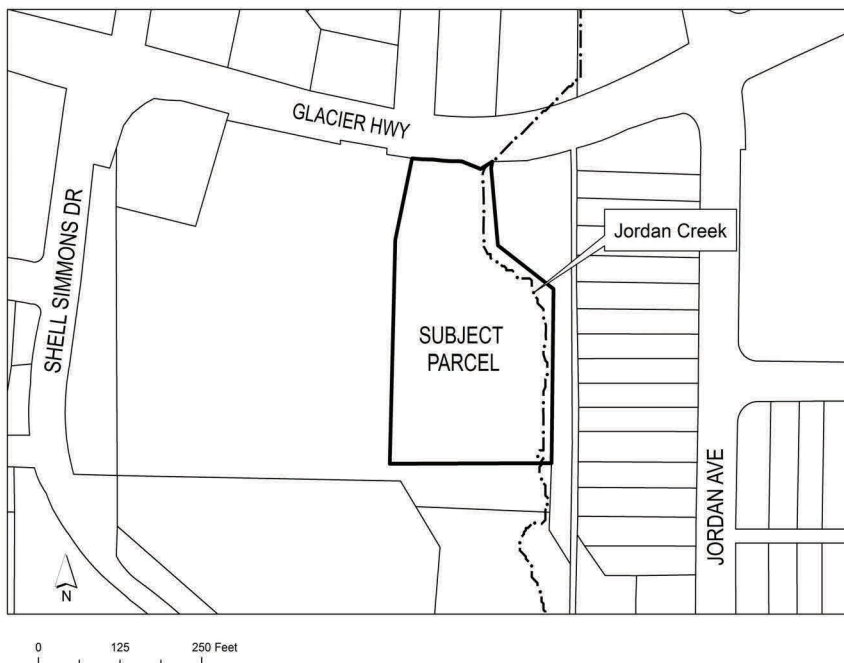 GLACIER HWY
SHELL SIMMONS DR
Jordan Creek
SUBJECT
PARCEL
JORDAN AVE
N
0 125 250 Feet